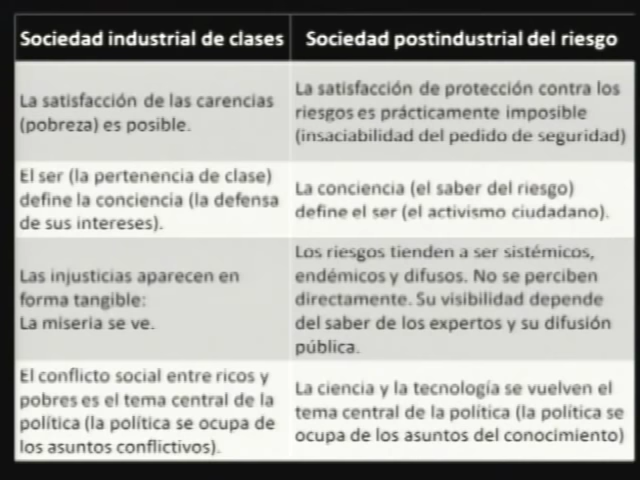 Sociedad industrial de clases
Sociedad postindustrial del riesgo
La satisfacción de las carencias
(pobreza) es posible.
La satisfacción de protección contra los
riesgos es prácticamente imposible
(insaciabilidad del pedido de seguridad)
El ser (la pertenencia de clase)
define la conciencia (la defensa
de sus intereses).
La conciencia (el saber del riesgo)
define el ser (el activismo ciudadano).
Las injusticias aparecen en
forma tangible:
La miseria se ve.
Los riesgos tienden a ser sistémicos,
endémicos y difusos. No se perciben
directamente. Su visibilidad depende
del saber de los expertos y su difusión
pública.
El conflicto social entre ricos y
pobres es el tema central de la
política (la política se ocupa de
los asuntos conflictivos).
La ciencia y la tecnología se vuelven el
tema central de la política (la política se
ocupa de los asuntos del conocimiento)